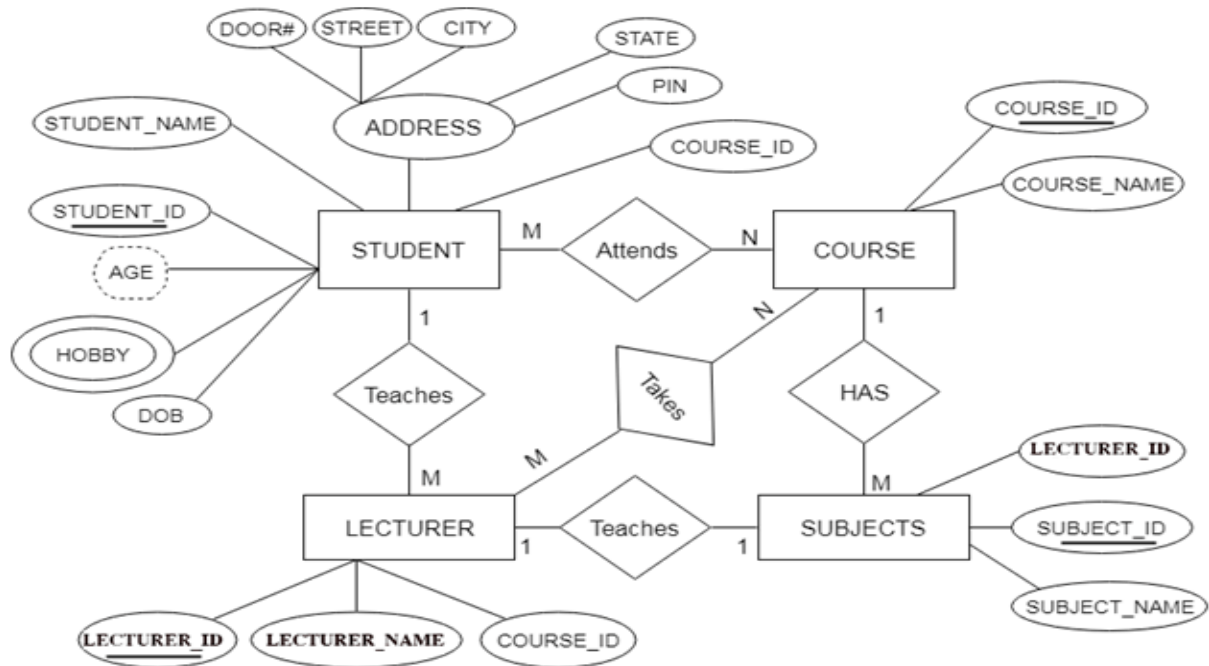 DOOR#
STREET
CITY
STATE
PIN
ADDRESS
STUDENT_NAME
COURSE_ID
COURSE_ID
COURSE_NAME
STUDENT_ID
STUDENT
M
Attends
N
COURSE
AGE
HOBBY
DOB
1
Teaches
M
N
Takes
M
1
HAS
M
LECTURER_ID
LECTURER
1
Teaches
1
SUBJECTS
SUBJECT_ID
SUBJECT_NAME
LECTURER_ID
LECTURER_NAME
COURSE_ID